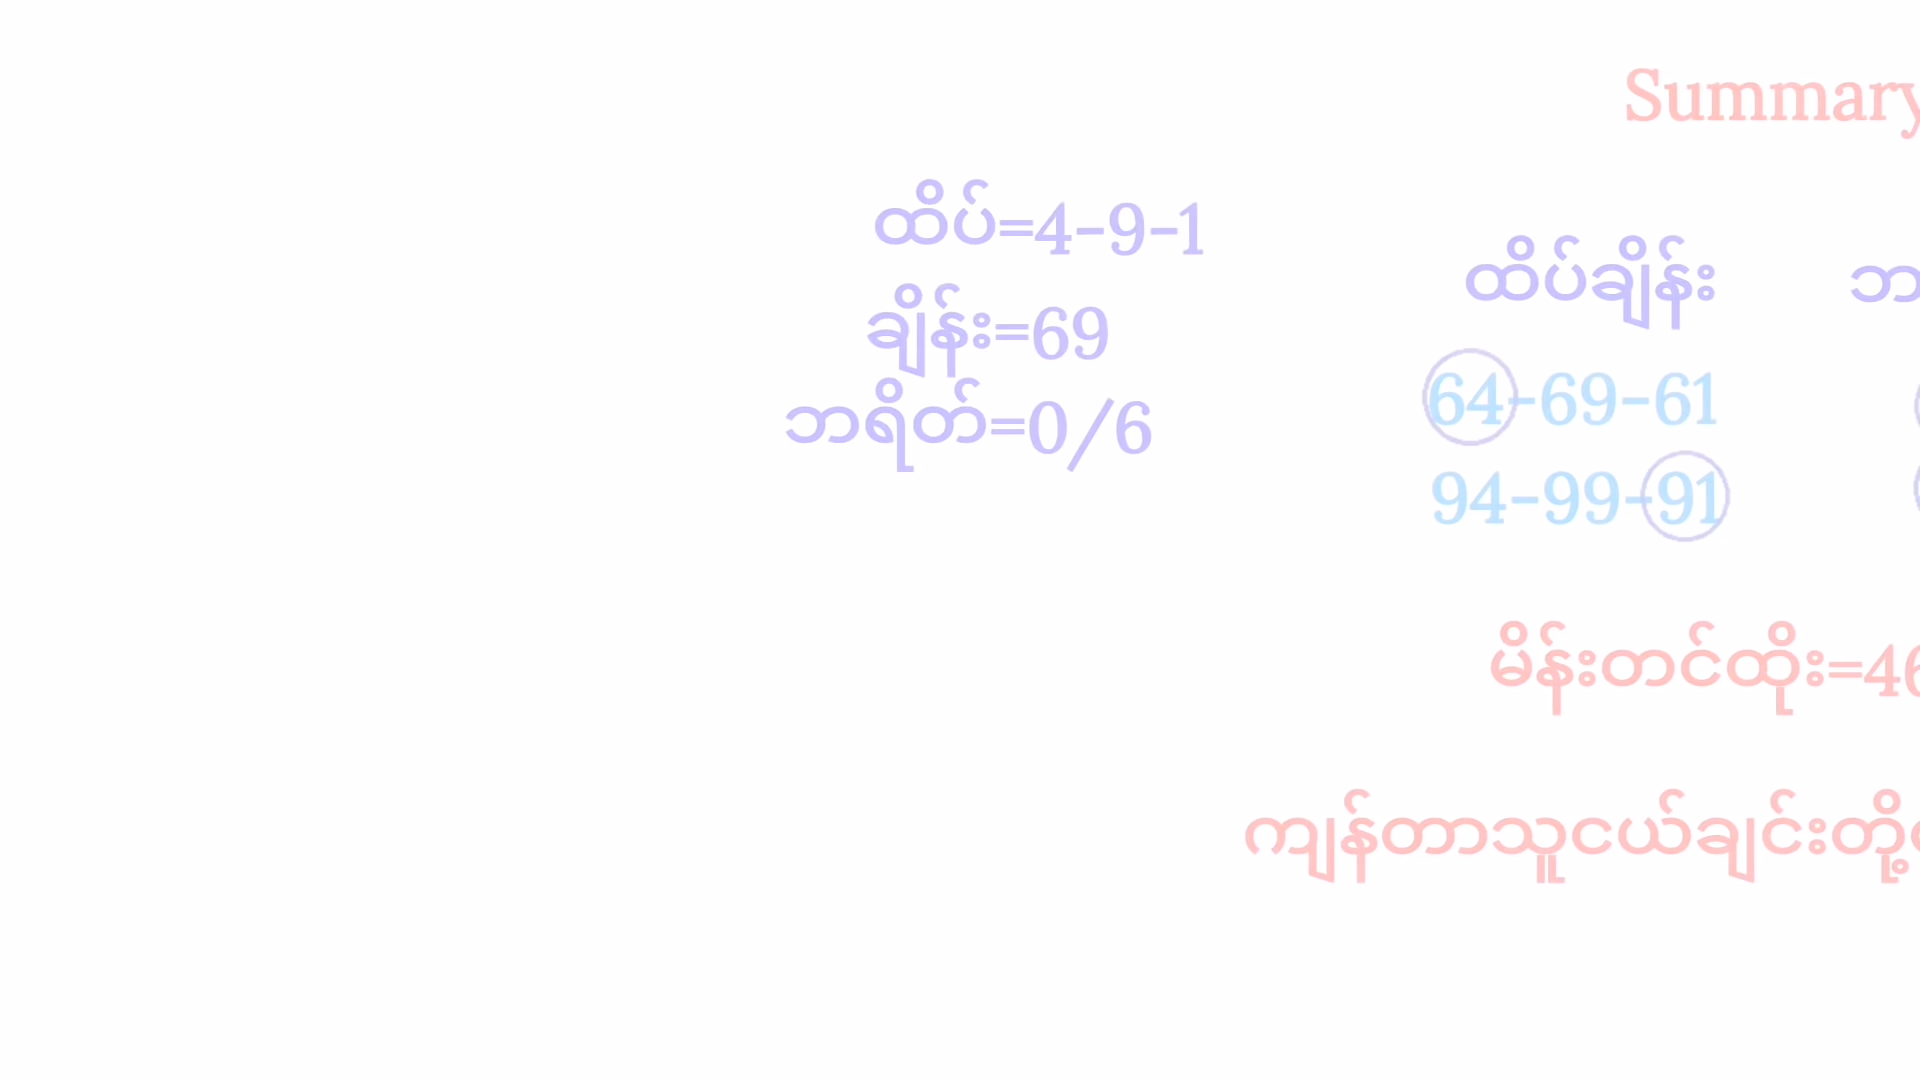 Summary
ထိပ်=4-9-1
ချိန်း=69
ဘရိတ်=0/6
ထိပ်ချိန်း
64-69-61
94-99-91
မိန်းတင်ထိုး=46
ကျန်တာသူငယ်ချင်းတို့